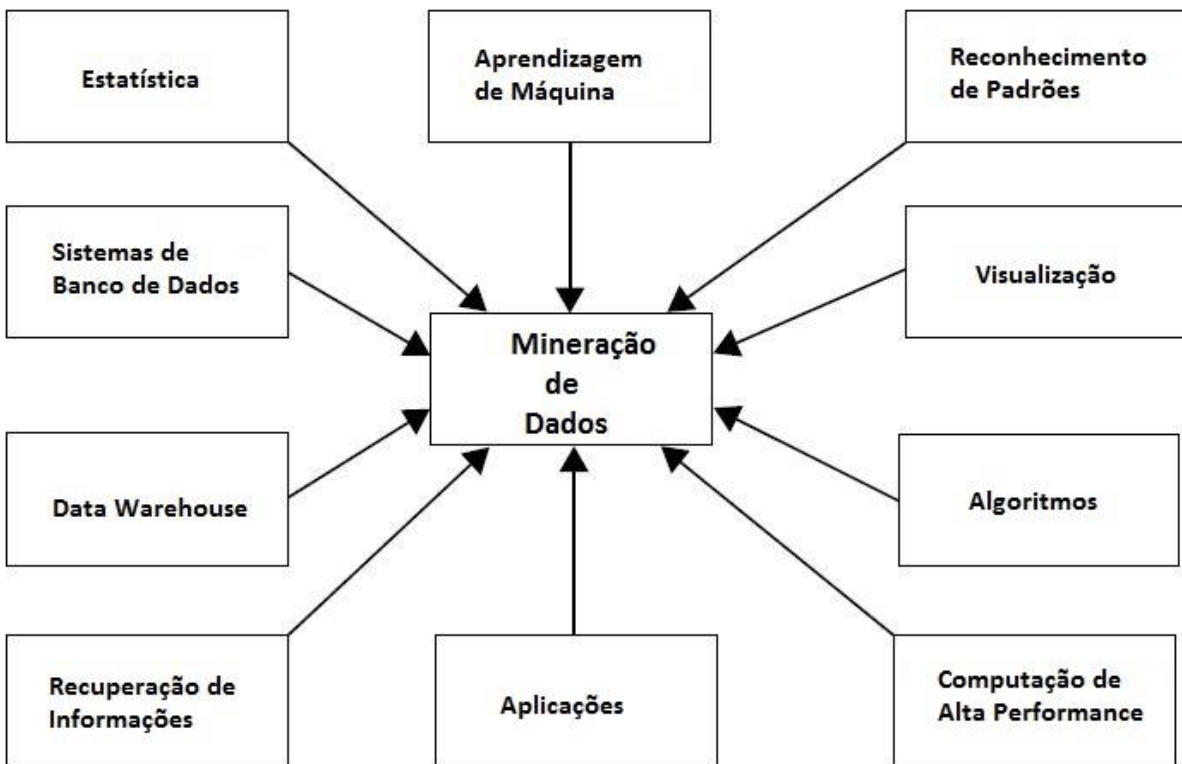 Estatística
Aprendizagem
de Máquina
Reconhecimento
de Padrões
Sistemas de
Banco de Dados
Visualização
Mineração
de
Dados
Data Warehouse
Algoritmos
Recuperação de
Informações
Aplicações
Computação de
Alta Performance